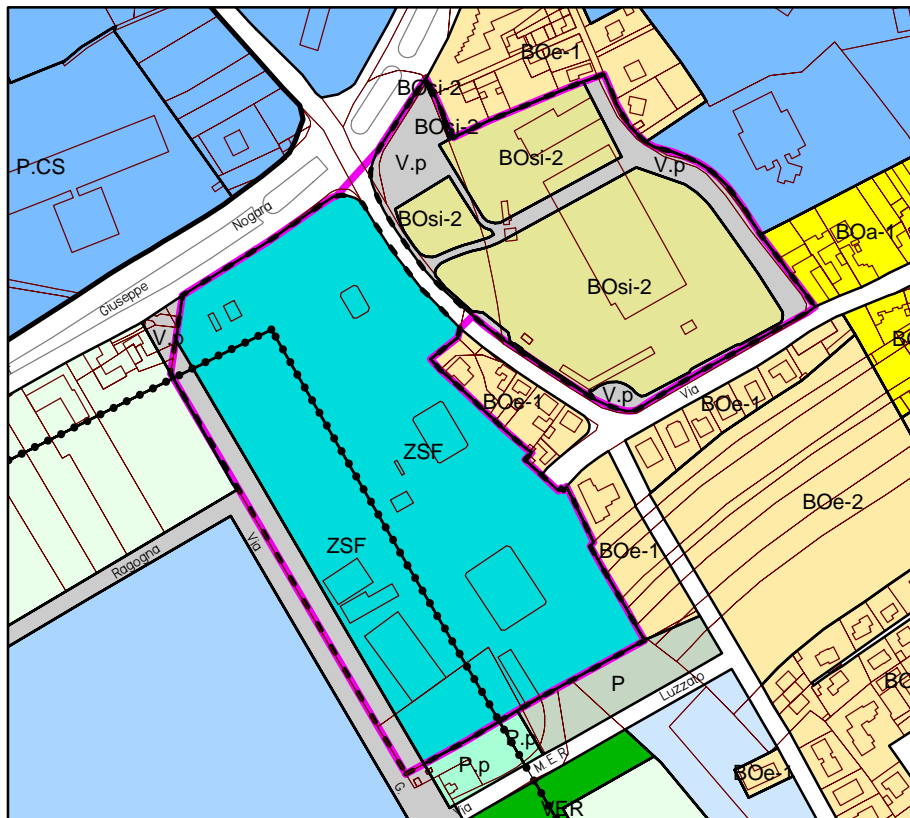 BOe-1
BOsi-2
BOsi-2
BOsi-2
P.CS
V.p
V.p
Nogara
BOsi-2
BOa-1
Giuseppe
BOsi-2
V.p
Via
V.p
BOe-1
BOe-1
ZSF
BOe-2
Via
ZSF
BOe-1
Ragogna
P
Luzzato
P.p
M.E.R.
P.p
BOe-1
G.
Via
VER